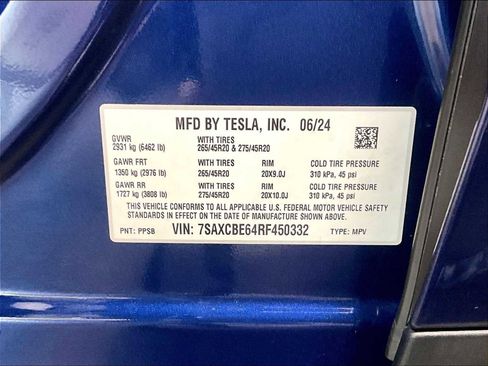 MFD BY TESLA, INC. 06/24
GVWR WITH TIRES
2931 kg (6462 lb) 265/45R20 & 275/45R20
GAWR FRT WITH TIRES RIM COLD TIRE PRESSURE
1350 kg (2976 lb) 265/45R20 20X9.0J 310 kPa, 45 psi
GAWR RR WITH TIRES RIM COLD TIRE PRESSURE
1727 kg (3808 lb) 275/45R20 20X10.0J 310 kPa, 45 psi
THIS VEHICLE CONFORMS TO ALL APPLICABLE U.S. FEDERAL MOTOR VEHICLE SAFETY
STANDARDS IN EFFECT ON THE DATE OF MANUFACTURE SHOWN ABOVE.
VIN: 7SAXCBE64RF450332
PNT: PPSB TYPE: MPV